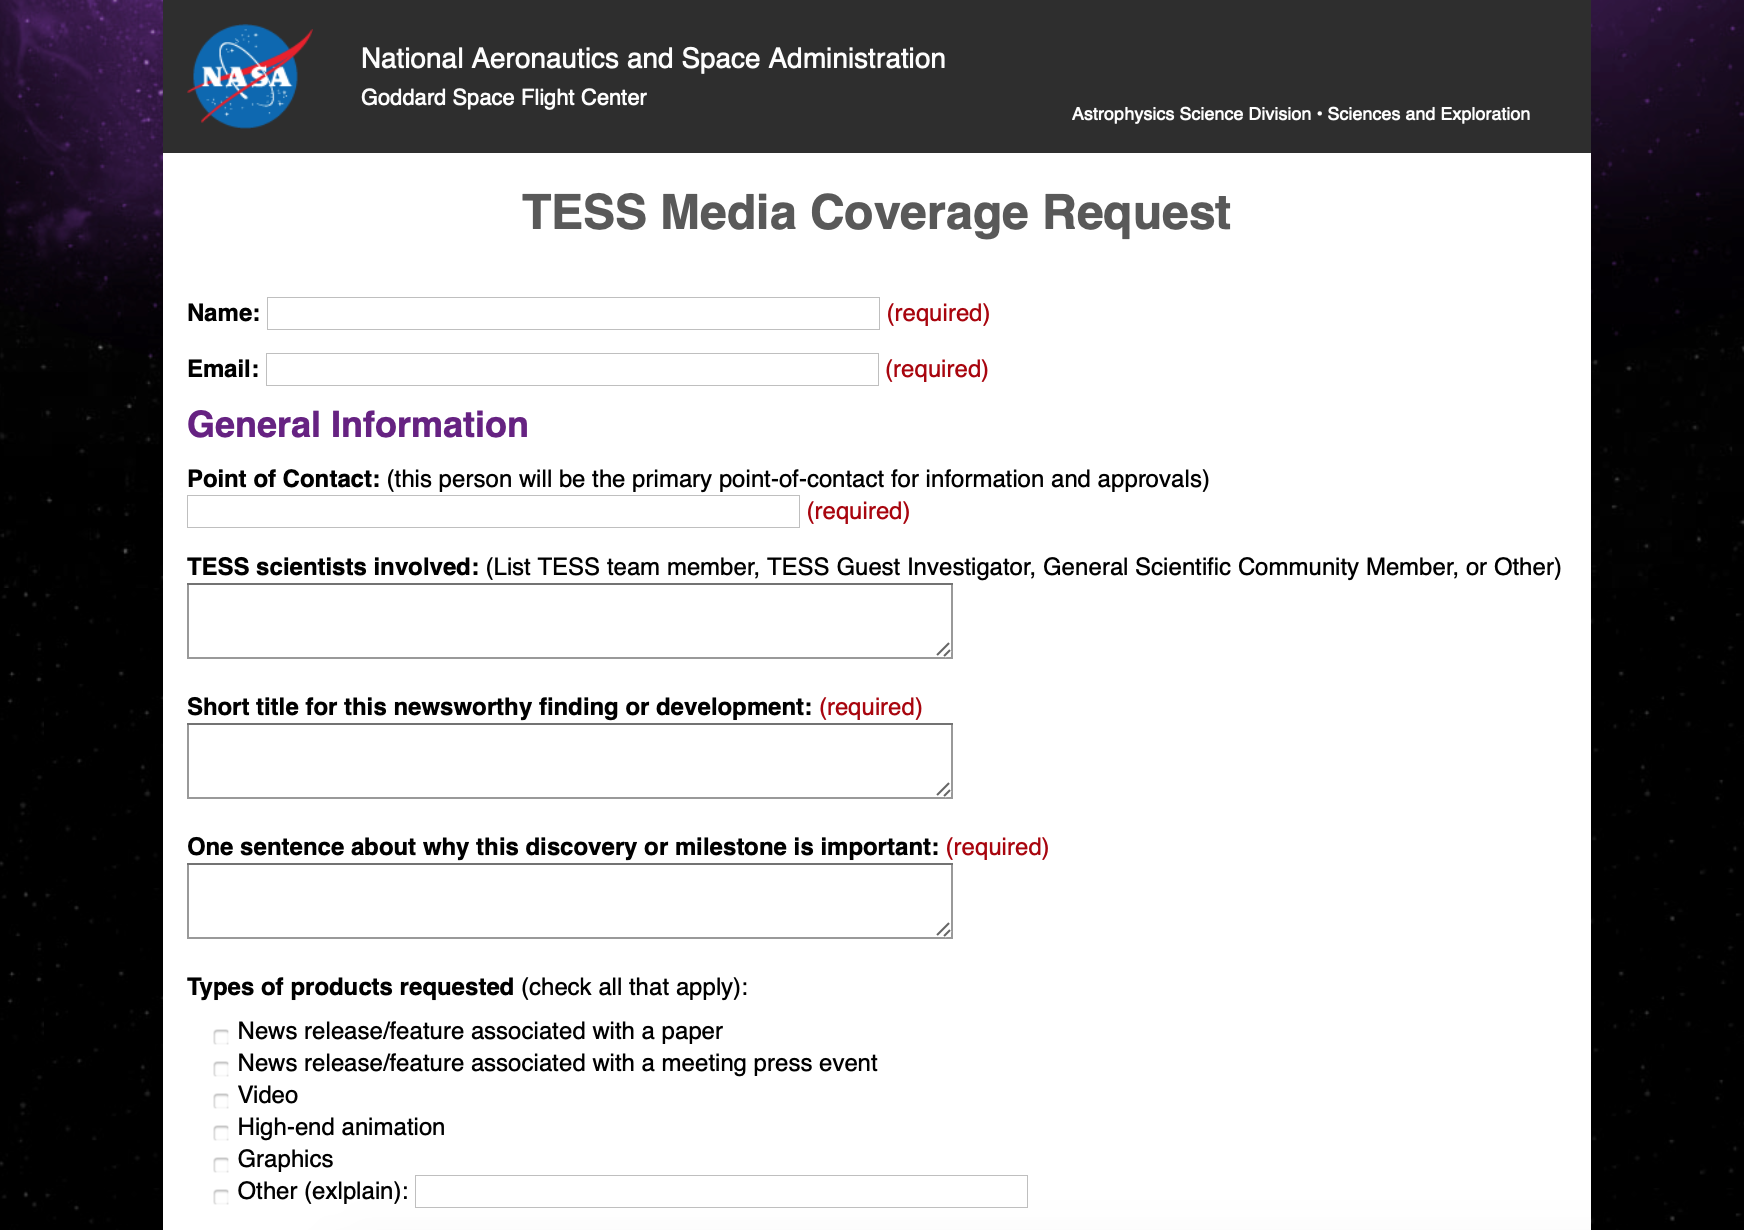 NASA
National Aeronautics and Space Administration
Goddard Space Flight Center
Astrophysics Science Division • Sciences and Exploration
TESS Media Coverage Request
Name: (required)
Email: (required)
General Information
Point of Contact: (this person will be the primary point-of-contact for information and approvals)
(required)
TESS scientists involved: (List TESS team member, TESS Guest Investigator, General Scientific Community Member, or Other)
Short title for this newsworthy finding or development: (required)
One sentence about why this discovery or milestone is important: (required)
Types of products requested (check all that apply):
News release/feature associated with a paper
News release/feature associated with a meeting press event
Video
High-end animation
Graphics
Other (exlplain):